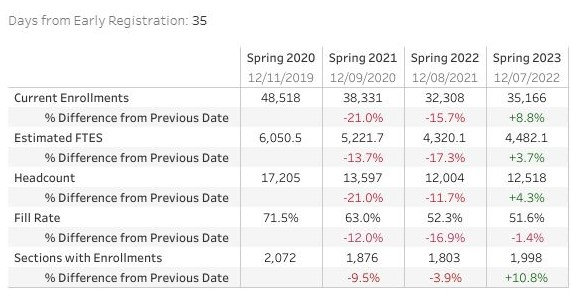 Days from Early Registration: 35
Spring 2020 Spring 2021 Spring 2022 Spring 2023
12/11/2019 12/09/2020 12/08/2021 12/07/2022
Current Enrollments 48,518 38,331 32,308 35,166
% Difference from Previous Date -21.0% -15.7% +8.8%
Estimated FTES 6,050.5 5,221.7 4,320.1 4,482.1
% Difference from Previous Date -13.7% -17.3% +3.7%
Headcount 17,205 13,597 12,004 12,518
% Difference from Previous Date -21.0% -11.7% +4.3%
Fill Rate 71.5% 63.0% 52.3% 51.6%
% Difference from Previous Date -12.0% -16.9% -1.4%
Sections with Enrollments 2,072 1,876 1,803 1,998
% Difference from Previous Date -9.5% -3.9% +10.8%